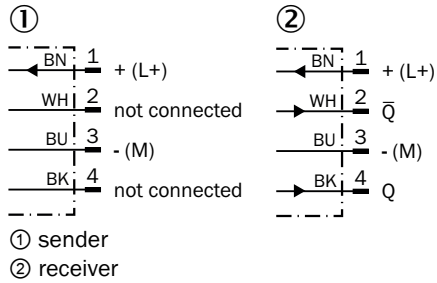 ① ②
BN 1 + (L+)
WH 2 not connected
BU 3 - (M)
BK 4 not connected
BN 1 + (L+)
WH 2 Q̅
BU 3 - (M)
BK 4 Q
① sender
② receiver